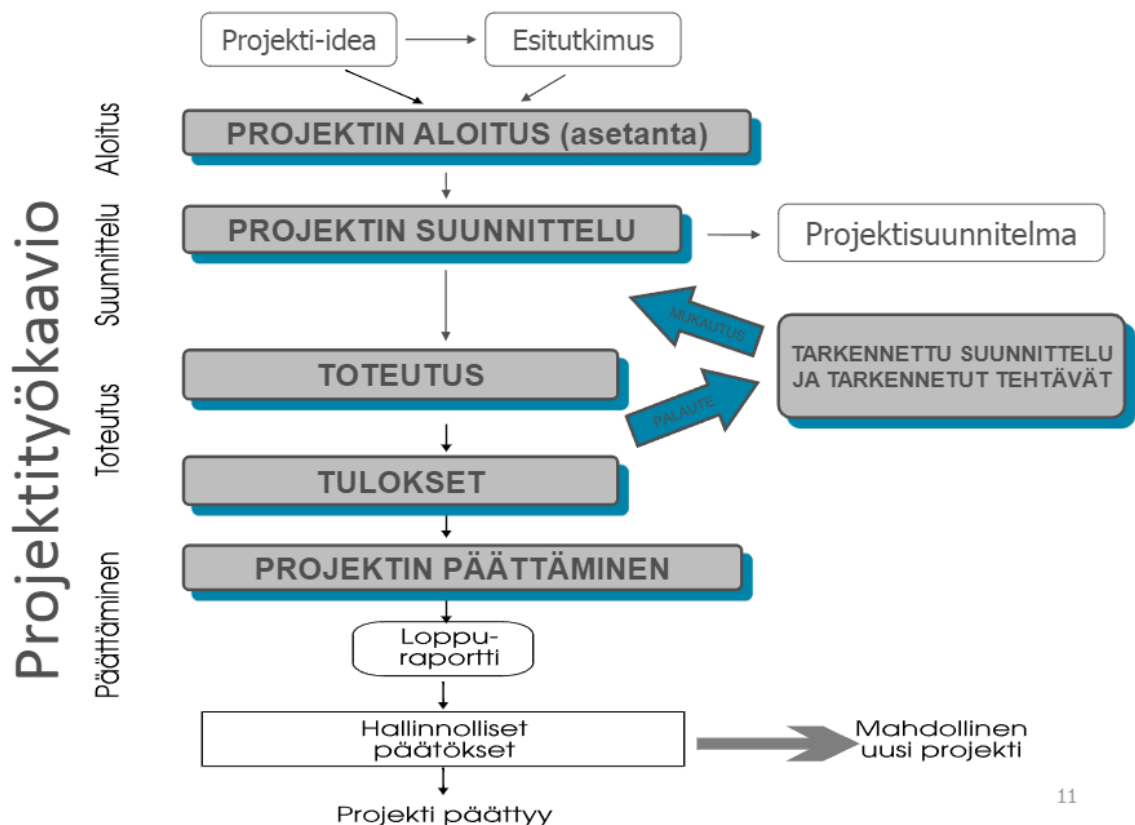 Projektityökaavio
Aloitus
Suunnittelu
Toteutus
Päättäminen
Projekti-idea
Esitutkimus
PROJEKTIN ALOITUS (asetanta)
PROJEKTIN SUUNNITTELU
Projektisuunnitelma
MUKAUTUS
TARKENNETTU SUUNNITTELU
JA TARKENNETUT TEHTÄVÄT
TOTEUTUS
PALAUTE
TULOKSET
PROJEKTIN PÄÄTTÄMINEN
Loppu-
raportti
Hallinnolliset
päätökset
Mahdollinen
uusi projekti
Projekti päättyy
11